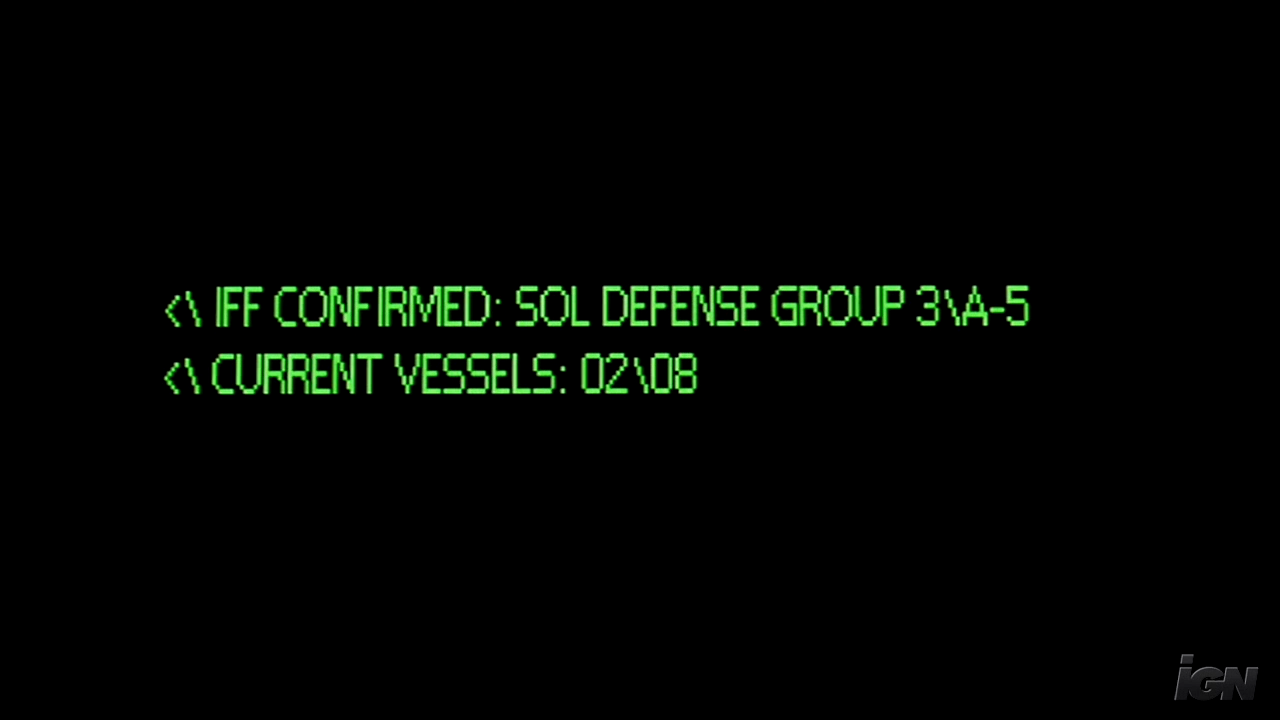 <\ IFF CONFIRMED: SOL DEFENSE GROUP 3\A-5
<\ CURRENT VESSELS: 02\08
IGN